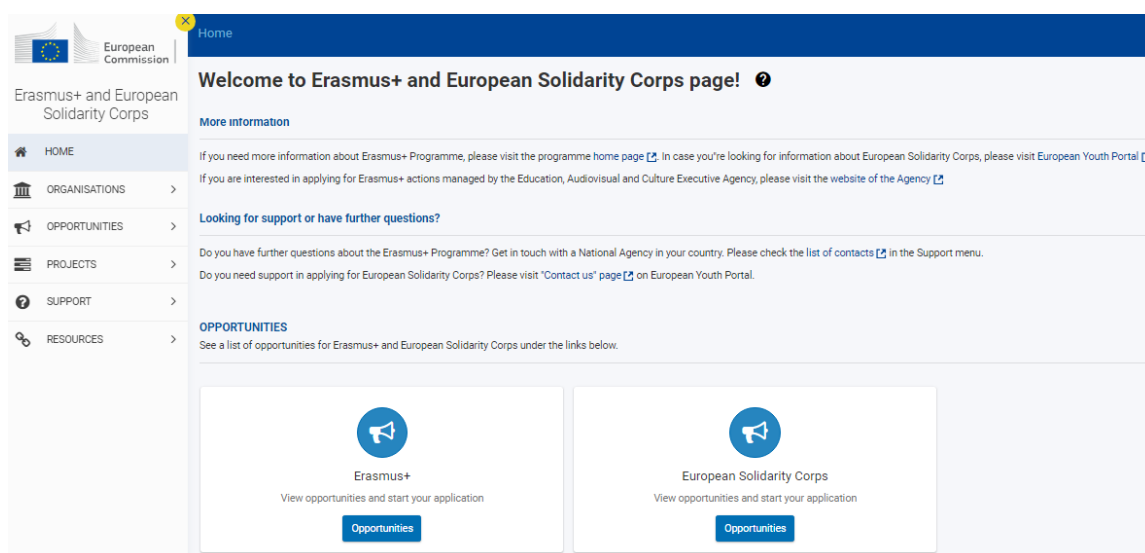 European
Commission
Erasmus+ and European
Solidarity Corps
HOME
ORGANISATIONS
OPPORTUNITIES
PROJECTS
SUPPORT
RESOURCES
Home
Welcome to Erasmus+ and European Solidarity Corps page!
More information
If you need more information about Erasmus+ Programme, please visit the programme home page. In case you"re looking for information about European Solidarity Corps, please visit European Youth Portal
If you are interested in applying for Erasmus+ actions managed by the Education, Audiovisual and Culture Executive Agency, please visit the website of the Agency
Looking for support or have further questions?
Do you have further questions about the Erasmus+ Programme? Get in touch with a National Agency in your country. Please check the list of contacts in the Support menu.
Do you need support in applying for European Solidarity Corps? Please visit "Contact us" page on European Youth Portal.
OPPORTUNITIES
See a list of opportunities for Erasmus+ and European Solidarity Corps under the links below.
Erasmus+
View opportunities and start your application
Opportunities
European Solidarity Corps
View opportunities and start your application
Opportunities